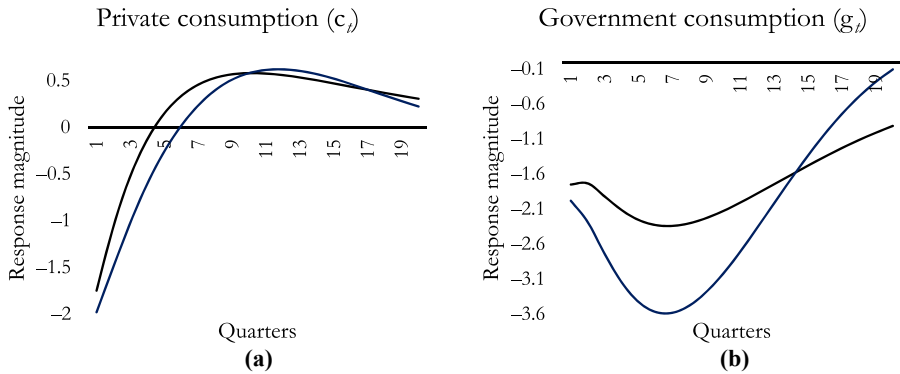 Private consumption (cₜ)
Response magnitude
0.5
0
–0.5
–1
–1.5
–2
1 3 5 7 9 11 13 15 17 19
Quarters
(a)
Government consumption (gₜ)
Response magnitude
–0.1
–0.6
–1.1
–1.6
–2.1
–2.6
–3.1
–3.6
1 3 5 7 9 11 13 15 17 19
Quarters
(b)